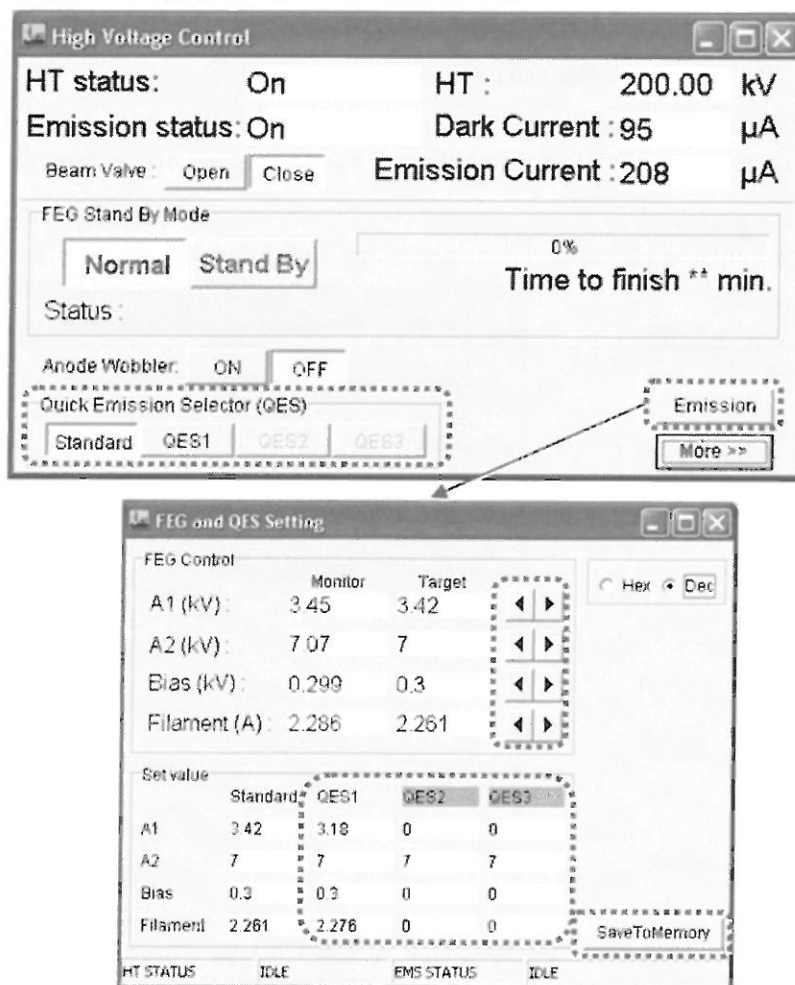 High Voltage Control
HT status: On HT : 200.00 kV
Emission status: On Dark Current : 95 µA
Beam Valve : Open Close Emission Current : 208 µA
FEG Stand By Mode
Normal Stand By 0%
Time to finish ** min.
Status :
Anode Wobbler: ON OFF
Quick Emission Selector (QES) Emission
Standard QES1 QES2 QES3 More >>
FEG and QES Setting
FEG Control
Monitor Target Hex Dec
A1 (kV) : 3.45 3.42
A2 (kV) : 7.07 7
Bias (kV) : 0.299 0.3
Filament (A) : 2.286 2.261
Set value
Standard QES1 QES2 QES3
A1 3.42 3.18 0 0
A2 7 7 7 7
Bias 0.3 0.3 0 0
Filament 2.261 2.276 0 0 SaveToMemory
HT STATUS IDLE EMS STATUS IDLE